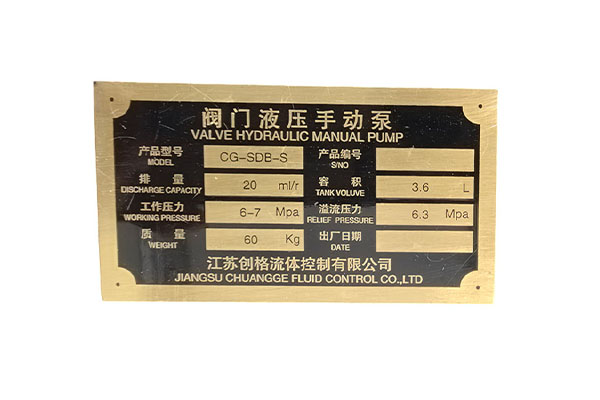 阀门液压手动泵
VALVE HYDRAULIC MANUAL PUMP
产品型号 CG-SDB-S 产品编号
MODEL S/NO
排量 20 ml/r 容积 3.6 L
DISCHARGE CAPACITY TANK VOLUVE
工作压力 6-7 Mpa 溢流压力 6.3 Mpa
WORKING PRESSURE RELIEF PRESSURE
质量 60 Kg 出厂日期
WEIGHT DATE
江苏创格流体控制有限公司
JIANGSU CHUANGGE FLUID CONTROL CO.,LTD